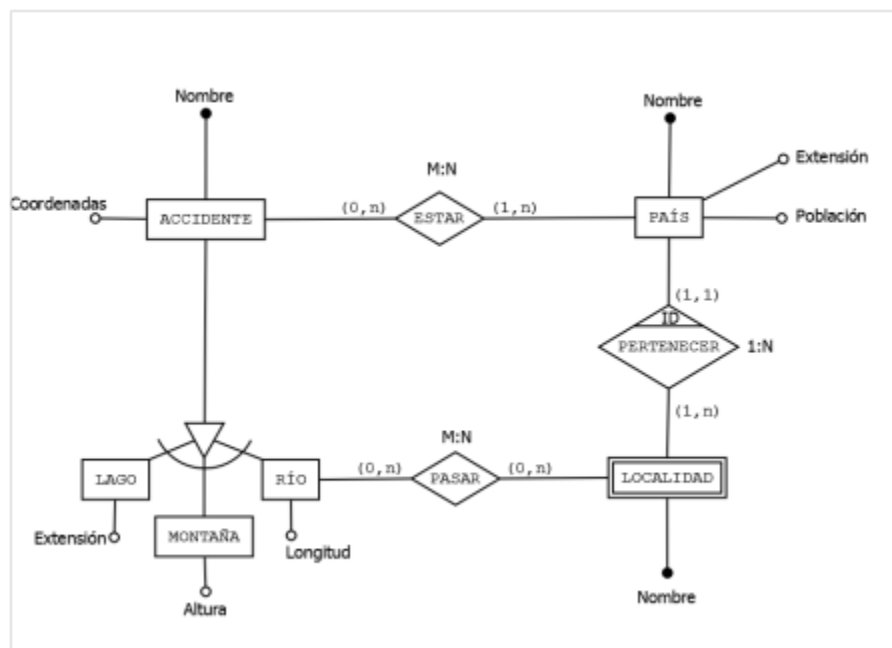 Nombre
Nombre
M:N
Extensión
Coordenadas
(0,n)
(1,n)
ACCIDENTE
ESTAR
PAÍS
Población
(1,1)
ID
PERTENECER
1:N
(1,n)
M:N
(0,n)
(0,n)
LAGO
RÍO
PASAR
LOCALIDAD
Extensión
MONTAÑA
Longitud
Altura
Nombre